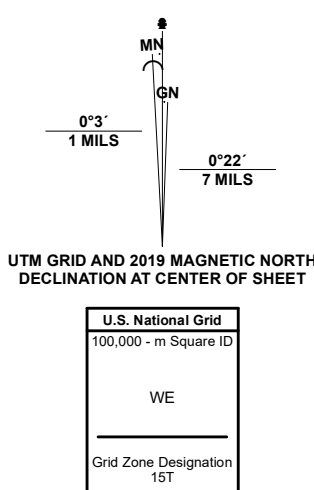 MN
GN
0°3´
1 MILS
0°22´
7 MILS
UTM GRID AND 2019 MAGNETIC NORTH
DECLINATION AT CENTER OF SHEET
U.S. National Grid
100,000 - m Square ID
WE
Grid Zone Designation
15T